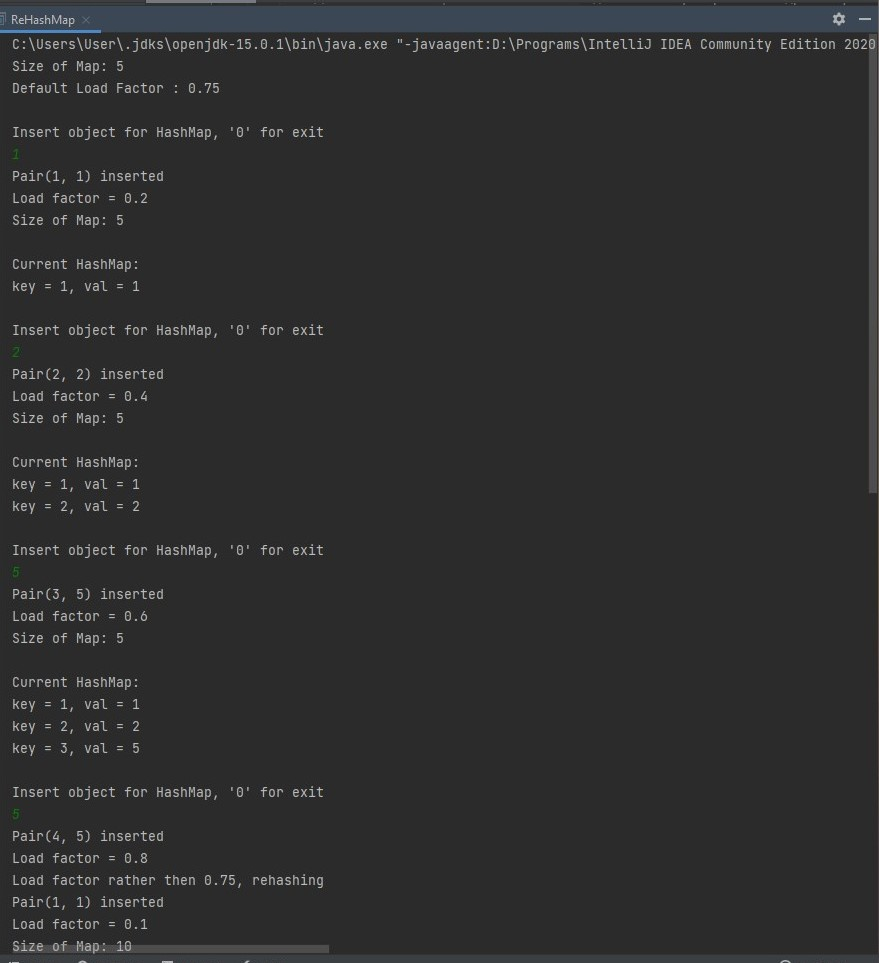 ReHashMap
C:\Users\User\.jdks\openjdk-15.0.1\bin\java.exe "-javaagent:D:\Programs\IntelliJ IDEA Community Edition 2020
Size of Map: 5
Default Load Factor : 0.75
Insert object for HashMap, '0' for exit
1
Pair(1, 1) inserted
Load factor = 0.2
Size of Map: 5
Current HashMap:
key = 1, val = 1
Insert object for HashMap, '0' for exit
2
Pair(2, 2) inserted
Load factor = 0.4
Size of Map: 5
Current HashMap:
key = 1, val = 1
key = 2, val = 2
Insert object for HashMap, '0' for exit
5
Pair(3, 5) inserted
Load factor = 0.6
Size of Map: 5
Current HashMap:
key = 1, val = 1
key = 2, val = 2
key = 3, val = 5
Insert object for HashMap, '0' for exit
5
Pair(4, 5) inserted
Load factor = 0.8
Load factor rather then 0.75, rehashing
Pair(1, 1) inserted
Load factor = 0.1
Size of Map: 10